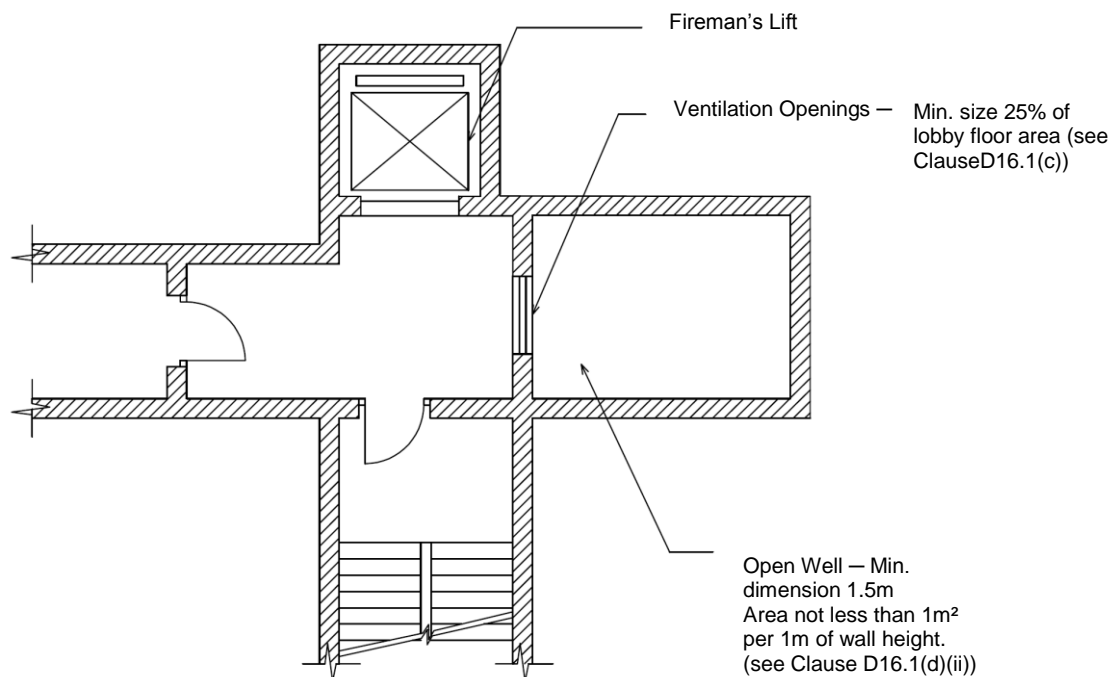 Fireman’s Lift
Ventilation Openings — Min. size 25% of
lobby floor area (see
ClauseD16.1(c))
Open Well — Min.
dimension 1.5m
Area not less than 1m²
per 1m of wall height.
(see Clause D16.1(d)(ii))